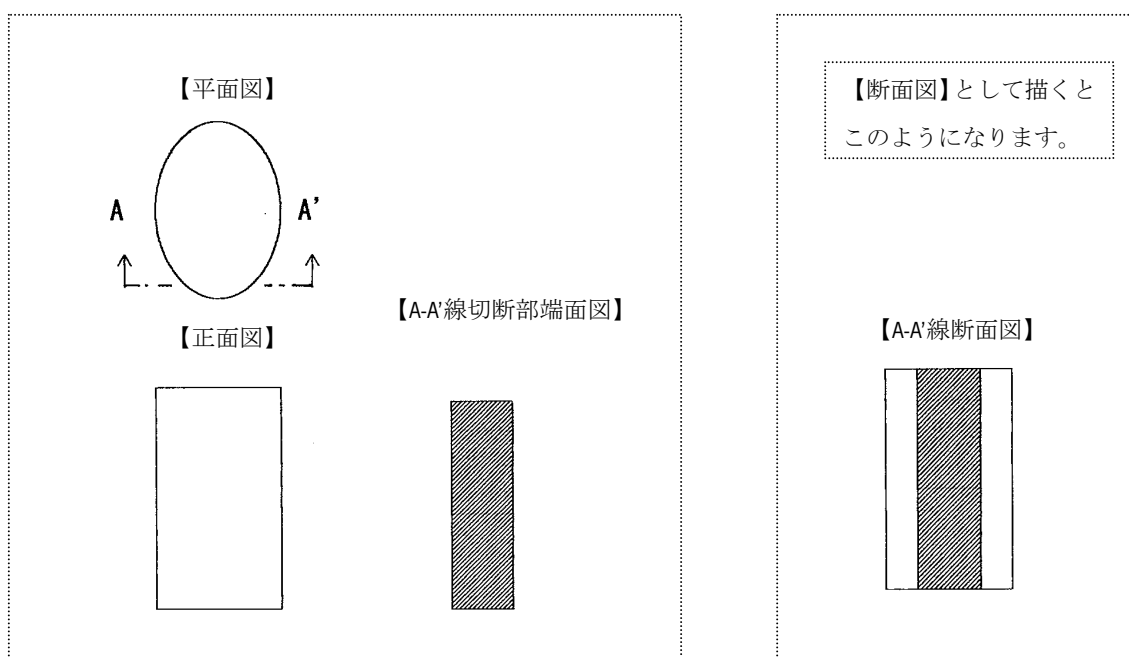 【平面図】
A A’
【正面図】
【A-A’線切断部端面図】
【断面図】として描くと
このようになります。
【A-A’線断面図】